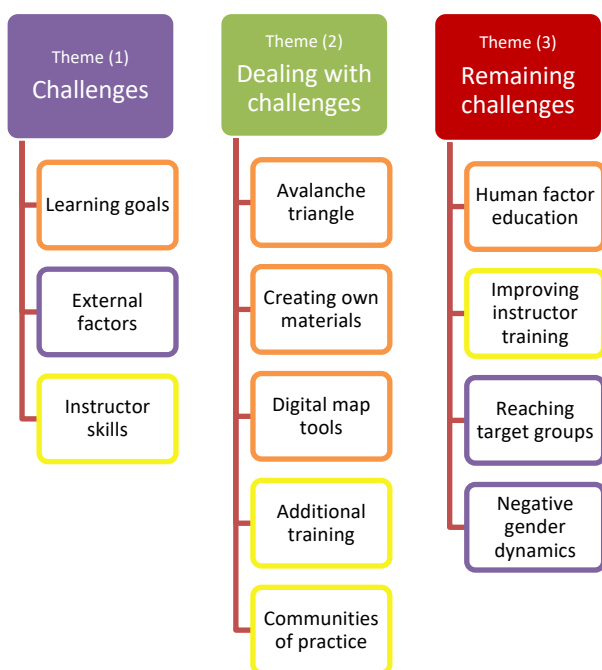 Theme (1)
Challenges
Learning goals
External
factors
Instructor
skills
Theme (2)
Dealing with
challenges
Avalanche
triangle
Creating own
materials
Digital map
tools
Additional
training
Communities
of practice
Theme (3)
Remaining
challenges
Human factor
education
Improving
instructor
training
Reaching
target groups
Negative
gender
dynamics